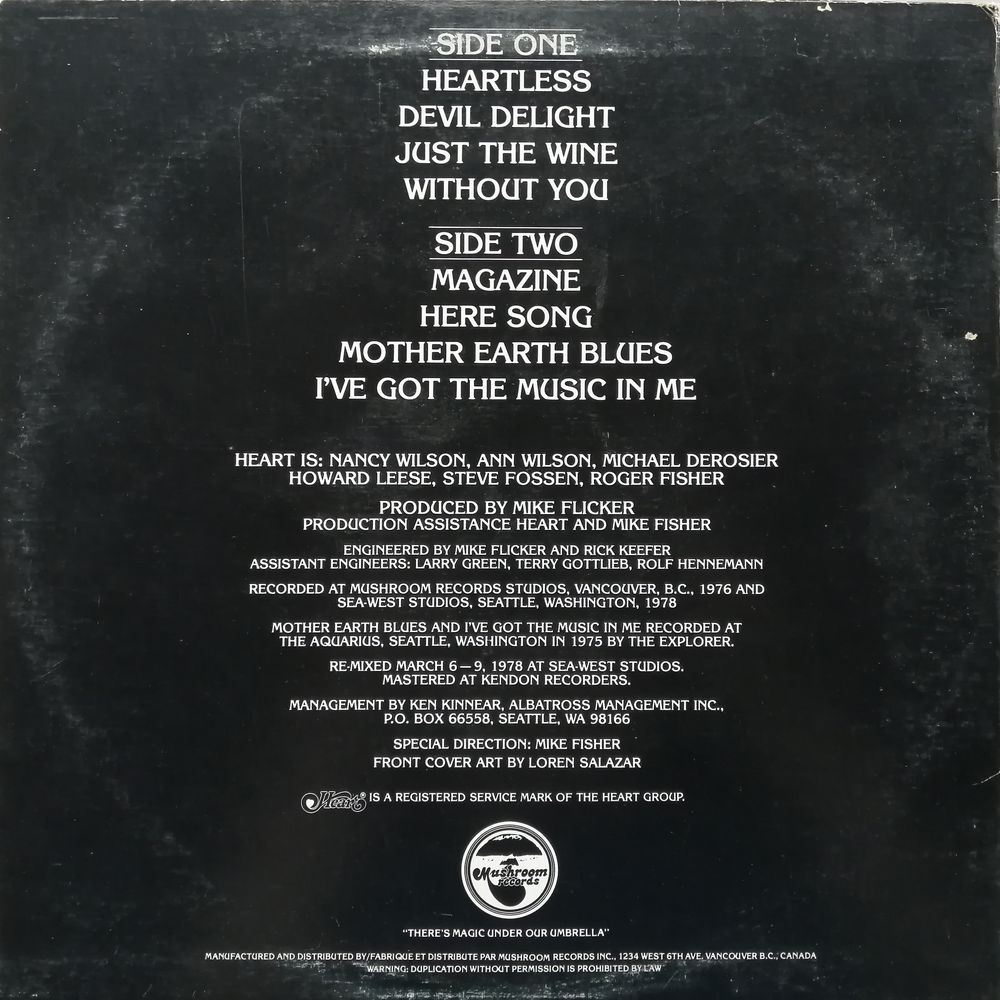 SIDE ONE
HEARTLESS
DEVIL DELIGHT
JUST THE WINE
WITHOUT YOU
SIDE TWO
MAGAZINE
HERE SONG
MOTHER EARTH BLUES
I'VE GOT THE MUSIC IN ME
HEART IS: NANCY WILSON, ANN WILSON, MICHAEL DEROSIER
HOWARD LEESE, STEVE FOSSEN, ROGER FISHER
PRODUCED BY MIKE FLICKER
PRODUCTION ASSISTANCE HEART AND MIKE FISHER
ENGINEERED BY MIKE FLICKER AND RICK KEEFER
ASSISTANT ENGINEERS: LARRY GREEN, TERRY GOTTLIEB, ROLF HENNEMANN
RECORDED AT MUSHROOM RECORDS STUDIOS, VANCOUVER, B.C., 1976 AND
SEA-WEST STUDIOS, SEATTLE, WASHINGTON, 1978
MOTHER EARTH BLUES AND I'VE GOT THE MUSIC IN ME RECORDED AT
THE AQUARIUS, SEATTLE, WASHINGTON IN 1975 BY THE EXPLORER.
RE-MIXED MARCH 6 – 9, 1978 AT SEA-WEST STUDIOS.
MASTERED AT KENDON RECORDERS.
MANAGEMENT BY KEN KINNEAR, ALBATROSS MANAGEMENT INC.,
P.O. BOX 66558, SEATTLE, WA 98166
SPECIAL DIRECTION: MIKE FISHER
FRONT COVER ART BY LOREN SALAZAR
Heart® IS A REGISTERED SERVICE MARK OF THE HEART GROUP.
Mushroom
records
"THERE'S MAGIC UNDER OUR UMBRELLA"
MANUFACTURED AND DISTRIBUTED BY/FABRIQUE ET DISTRIBUTE PAR MUSHROOM RECORDS INC., 1234 WEST 6TH AVE, VANCOUVER B.C., CANADA
WARNING: DUPLICATION WITHOUT PERMISSION IS PROHIBITED BY LAW